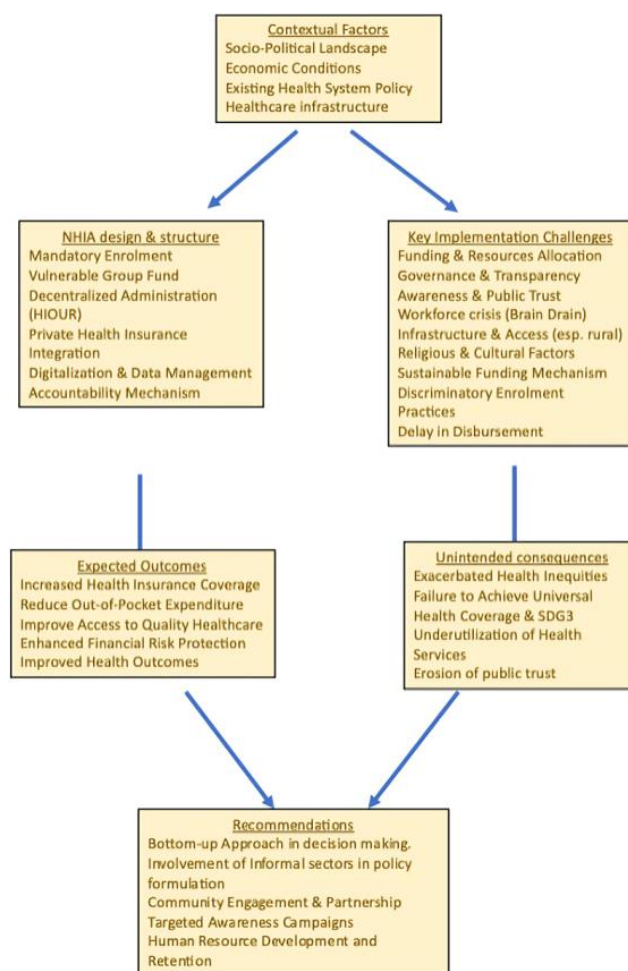 Contextual Factors
Socio-Political Landscape
Economic Conditions
Existing Health System Policy
Healthcare infrastructure
NHIA design & structure
Mandatory Enrolment
Vulnerable Group Fund
Decentralized Administration
(HIOUR)
Private Health Insurance
Integration
Digitalization & Data Management
Accountability Mechanism
Key Implementation Challenges
Funding & Resources Allocation
Governance & Transparency
Awareness & Public Trust
Workforce crisis (Brain Drain)
Infrastructure & Access (esp. rural)
Religious & Cultural Factors
Sustainable Funding Mechanism
Discriminatory Enrolment
Practices
Delay in Disbursement
Expected Outcomes
Increased Health Insurance Coverage
Reduce Out-of-Pocket Expenditure
Improve Access to Quality Healthcare
Enhanced Financial Risk Protection
Improved Health Outcomes
Unintended consequences
Exacerbated Health Inequities
Failure to Achieve Universal
Health Coverage & SDG3
Underutilization of Health
Services
Erosion of public trust
Recommendations
Bottom-up Approach in decision making.
Involvement of Informal sectors in policy
formulation
Community Engagement & Partnership
Targeted Awareness Campaigns
Human Resource Development and
Retention